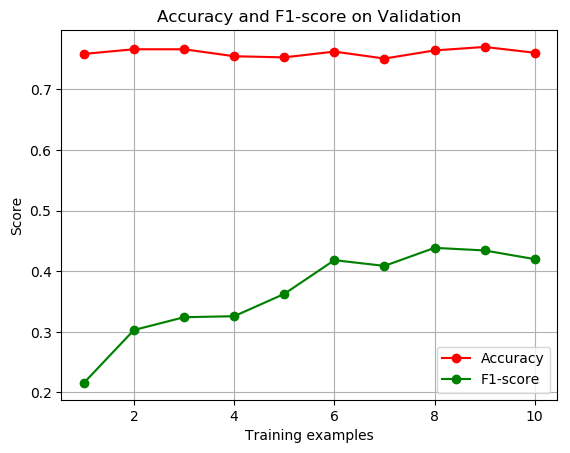 Accuracy and F1-score on Validation
Score
0.7
0.6
0.5
0.4
0.3
0.2
2 4 6 8 10
Training examples
Accuracy
F1-score